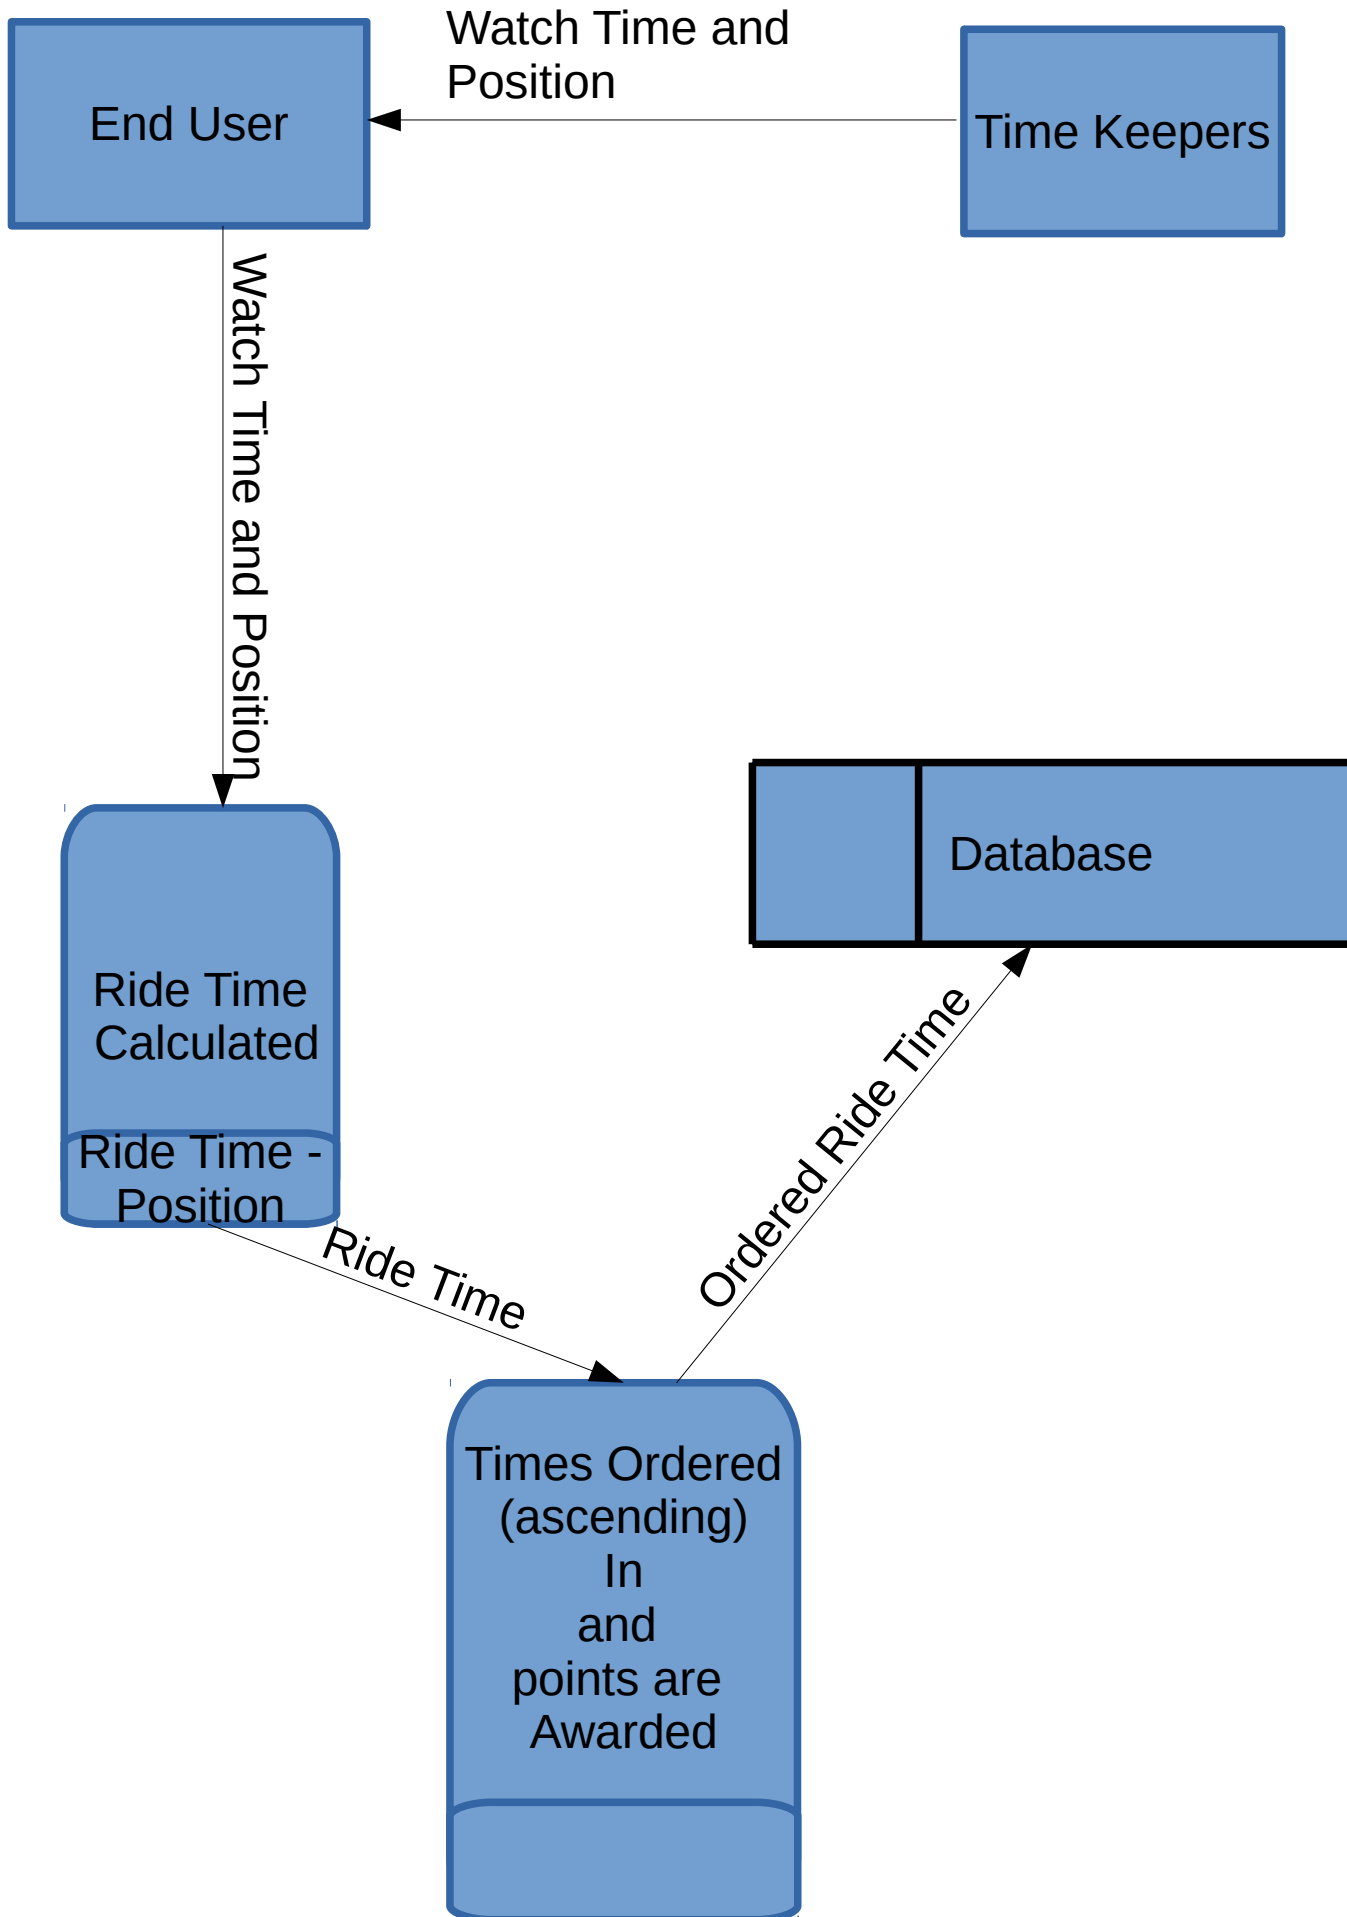 Watch Time and
Position
End User
Time Keepers
Watch Time and Position
Database
Ride Time
Calculated
Ride Time -
Position
Ride Time
Ordered Ride Time
Times Ordered
(ascending)
In
and
points are
Awarded